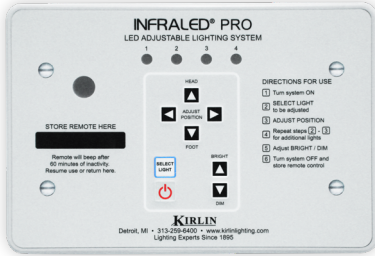 INFRALED® PRO
LED ADJUSTABLE LIGHTING SYSTEM
1 2 3 4
HEAD
ADJUST
POSITION
FOOT
STORE REMOTE HERE
Remote will beep after
60 minutes of inactivity.
Resume use or return here.
SELECT
LIGHT
BRIGHT
DIM
DIRECTIONS FOR USE
1 Turn system ON
2 SELECT LIGHT
to be adjusted
3 ADJUST POSITION
4 Repeat steps 2 - 3
for additional lights
5 Adjust BRIGHT / DIM
6 Turn system OFF and
store remote control
KIRLIN
Detroit, MI • 313-259-6400 • www.kirlinlighting.com
Lighting Experts Since 1895